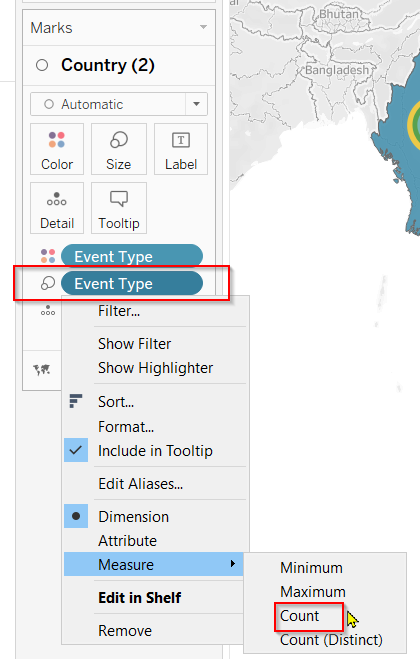 Marks
Country (2)
Automatic
Color
Size
Label
Detail
Tooltip
Event Type
Event Type
Filter...
Show Filter
Show Highlighter
Sort...
Format...
Include in Tooltip
Edit Aliases...
Dimension
Attribute
Measure
Edit in Shelf
Remove
Minimum
Maximum
Count
Count (Distinct)
Bhutan
Bangladesh